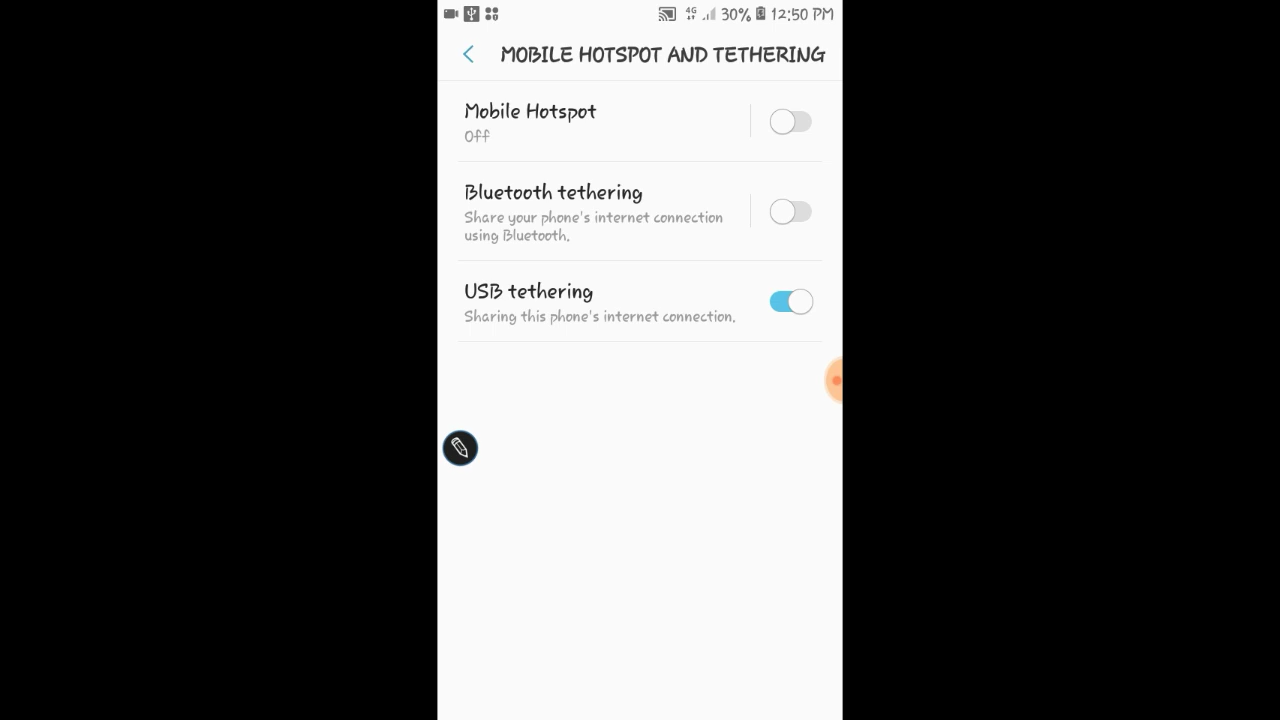 4G 30% 12:50 PM
MOBILE HOTSPOT AND TETHERING
Mobile Hotspot
Off
Bluetooth tethering
Share your phone's internet connection
using Bluetooth.
USB tethering
Sharing this phone's internet connection.